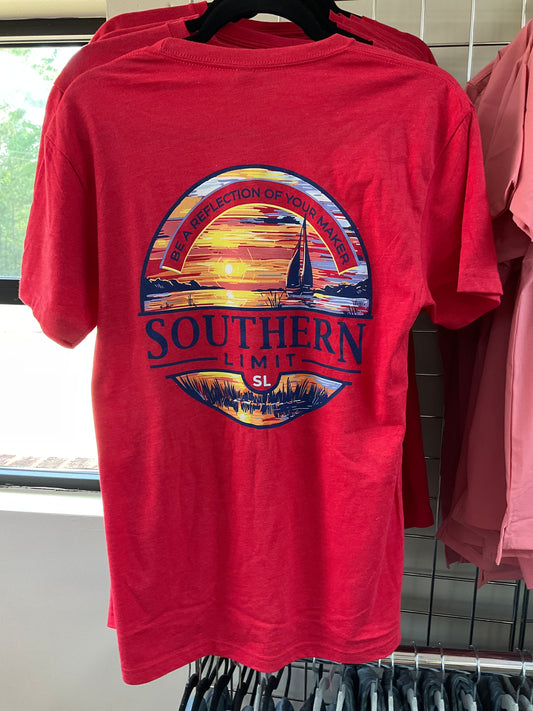 BE A REFLECTION OF YOUR MAKER
SOUTHERN
LIMIT
SL